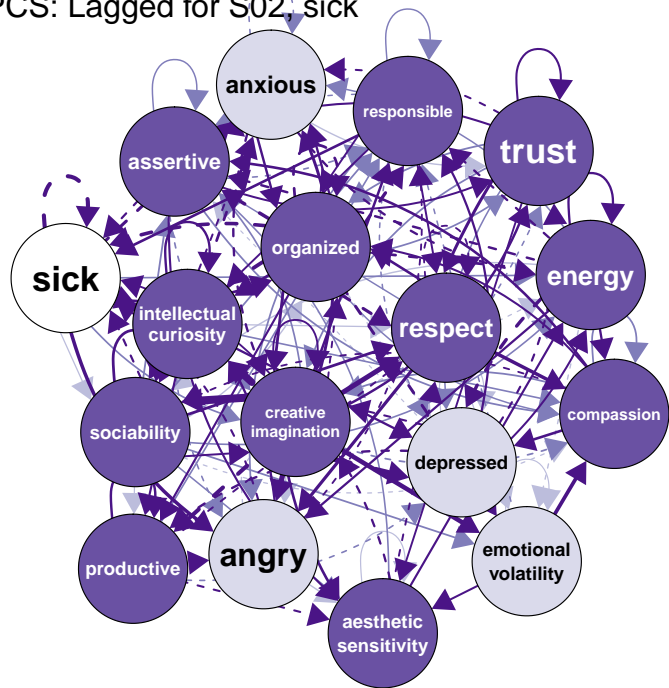 PCS: Lagged for S02, sick
anxious
responsible
trust
assertive
organized
sick
energy
intellectual
curiosity
respect
creative
imagination
compassion
sociability
depressed
angry
emotional
volatility
productive
aesthetic
sensitivity